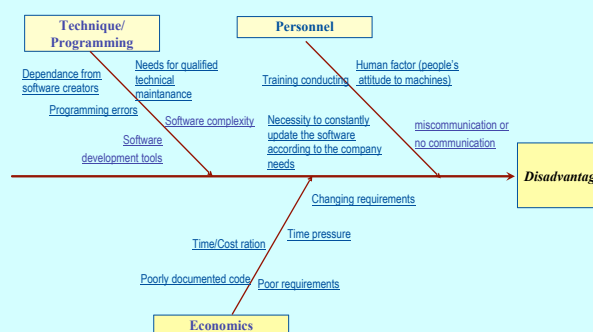 Technique/
Programming
Personnel
Dependance from
software creators
Needs for qualified
technical
maintanance
Programming errors
Software complexity
Software
development tools
Training conducting
Human factor (people's
attitude to machines)
Necessity to constantly
update the software
according to the company
needs
miscommunication or
no communication
Disadvantag
Changing requirements
Time pressure
Time/Cost ration
Poorly documented code
Poor requirements
Economics